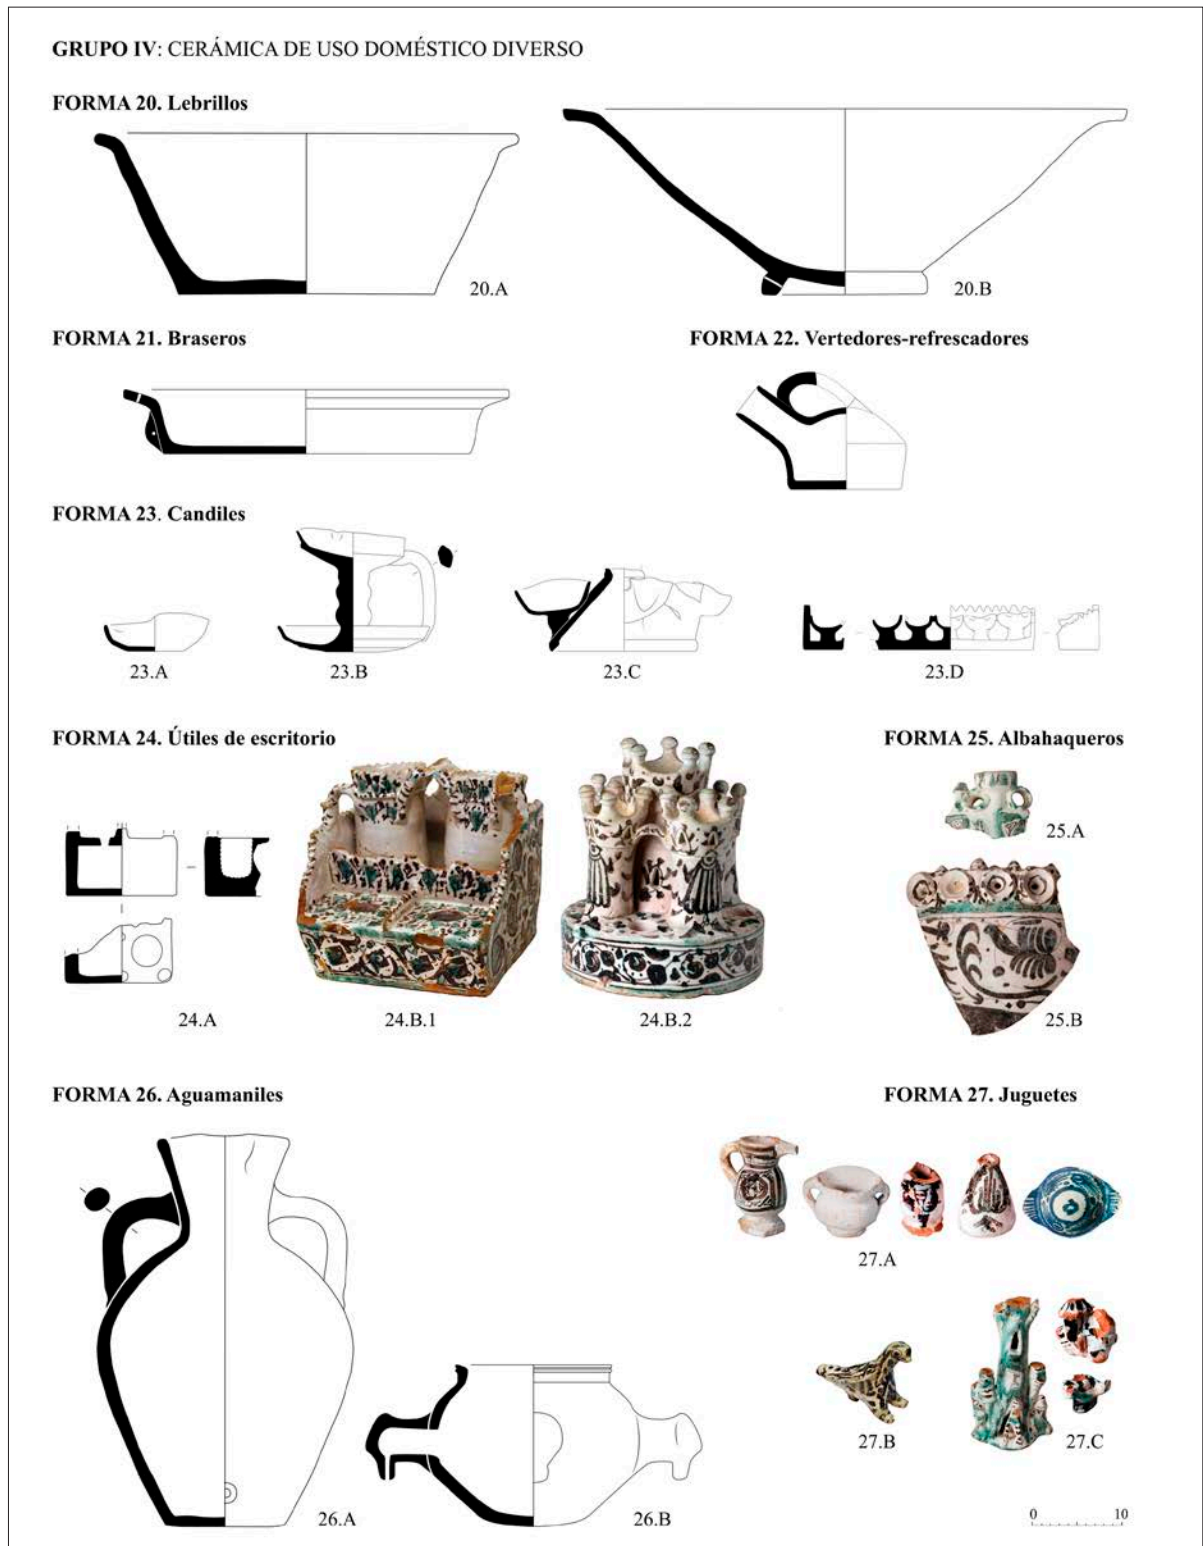 GRUPO IV: CERÁMICA DE USO DOMÉSTICO DIVERSO
FORMA 20. Lebrillos
20.A
20.B
FORMA 21. Braseros
FORMA 22. Vertedores-refrescadores
FORMA 23. Candiles
23.A
23.B
23.C
23.D
FORMA 24. Útiles de escritorio
FORMA 25. Albahaqueros
25.A
24.A
24.B.1
24.B.2
25.B
FORMA 26. Aguamaniles
FORMA 27. Juguetes
27.A
27.B
27.C
26.A
26.B
0 10